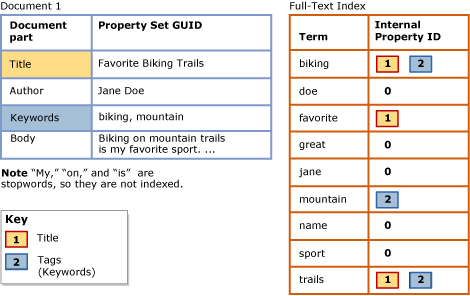 Document 1
Document part
Property Set GUID
Title
Favorite Biking Trails
Author
Jane Doe
Keywords
biking, mountain
Body
Biking on mountain trails
is my favorite sport. ...
Note “My,” “on,” and “is” are
stopwords, so they are not indexed.
Key
1 Title
2 Tags
(Keywords)
Full-Text Index
Term
Internal
Property ID
biking 1 2
doe 0
favorite 1
great 0
jane 0
mountain 2
name 0
sport 0
trails 1 2